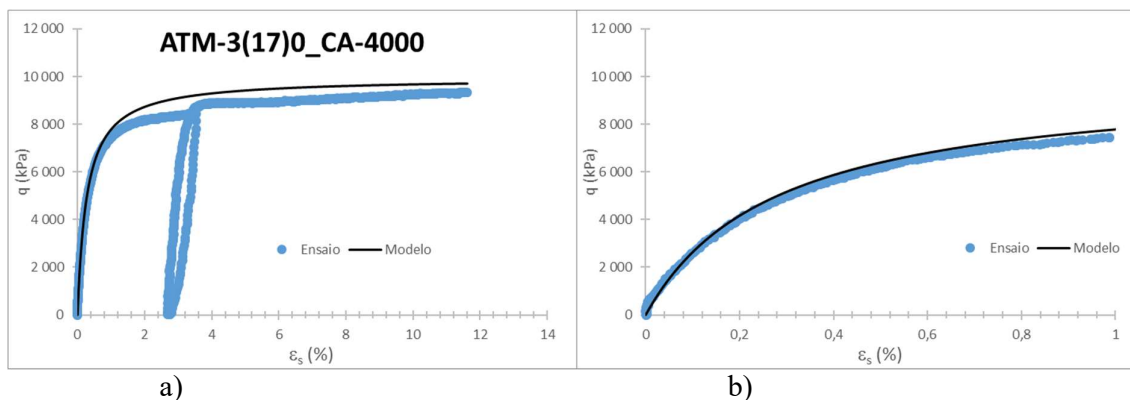 ATM-3(17)0_CA-4000
12 000
10 000
8 000
6 000
4 000
2 000
0
q (kPa)
0 2 4 6 8 10 12 14
εs (%)
Ensaio Modelo
a)
12 000
10 000
8 000
6 000
4 000
2 000
0
q (kPa)
0 0,2 0,4 0,6 0,8 1
εs (%)
Ensaio Modelo
b)